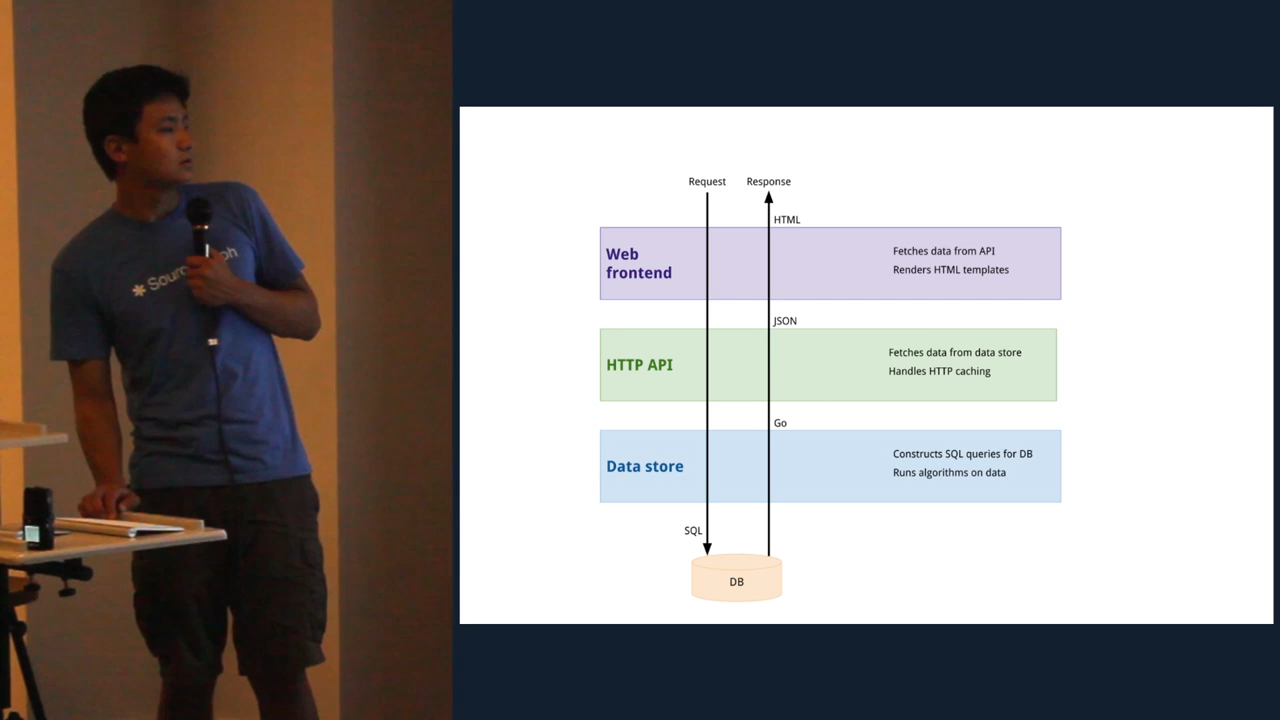 Request Response
HTML
Web
frontend
Fetches data from API
Renders HTML templates
JSON
HTTP API
Fetches data from data store
Handles HTTP caching
Go
Data store
Constructs SQL queries for DB
Runs algorithms on data
SQL
DB